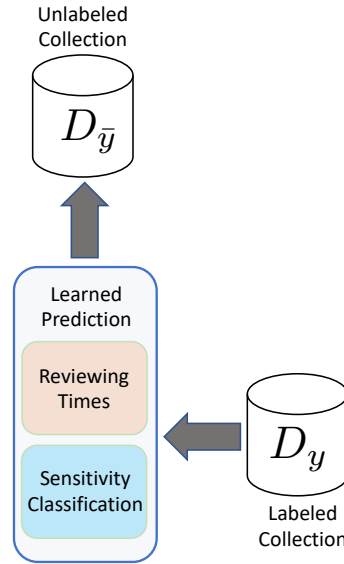 Unlabeled
Collection
D_ȳ
Learned
Prediction
Reviewing
Times
Sensitivity
Classification
D_y
Labeled
Collection